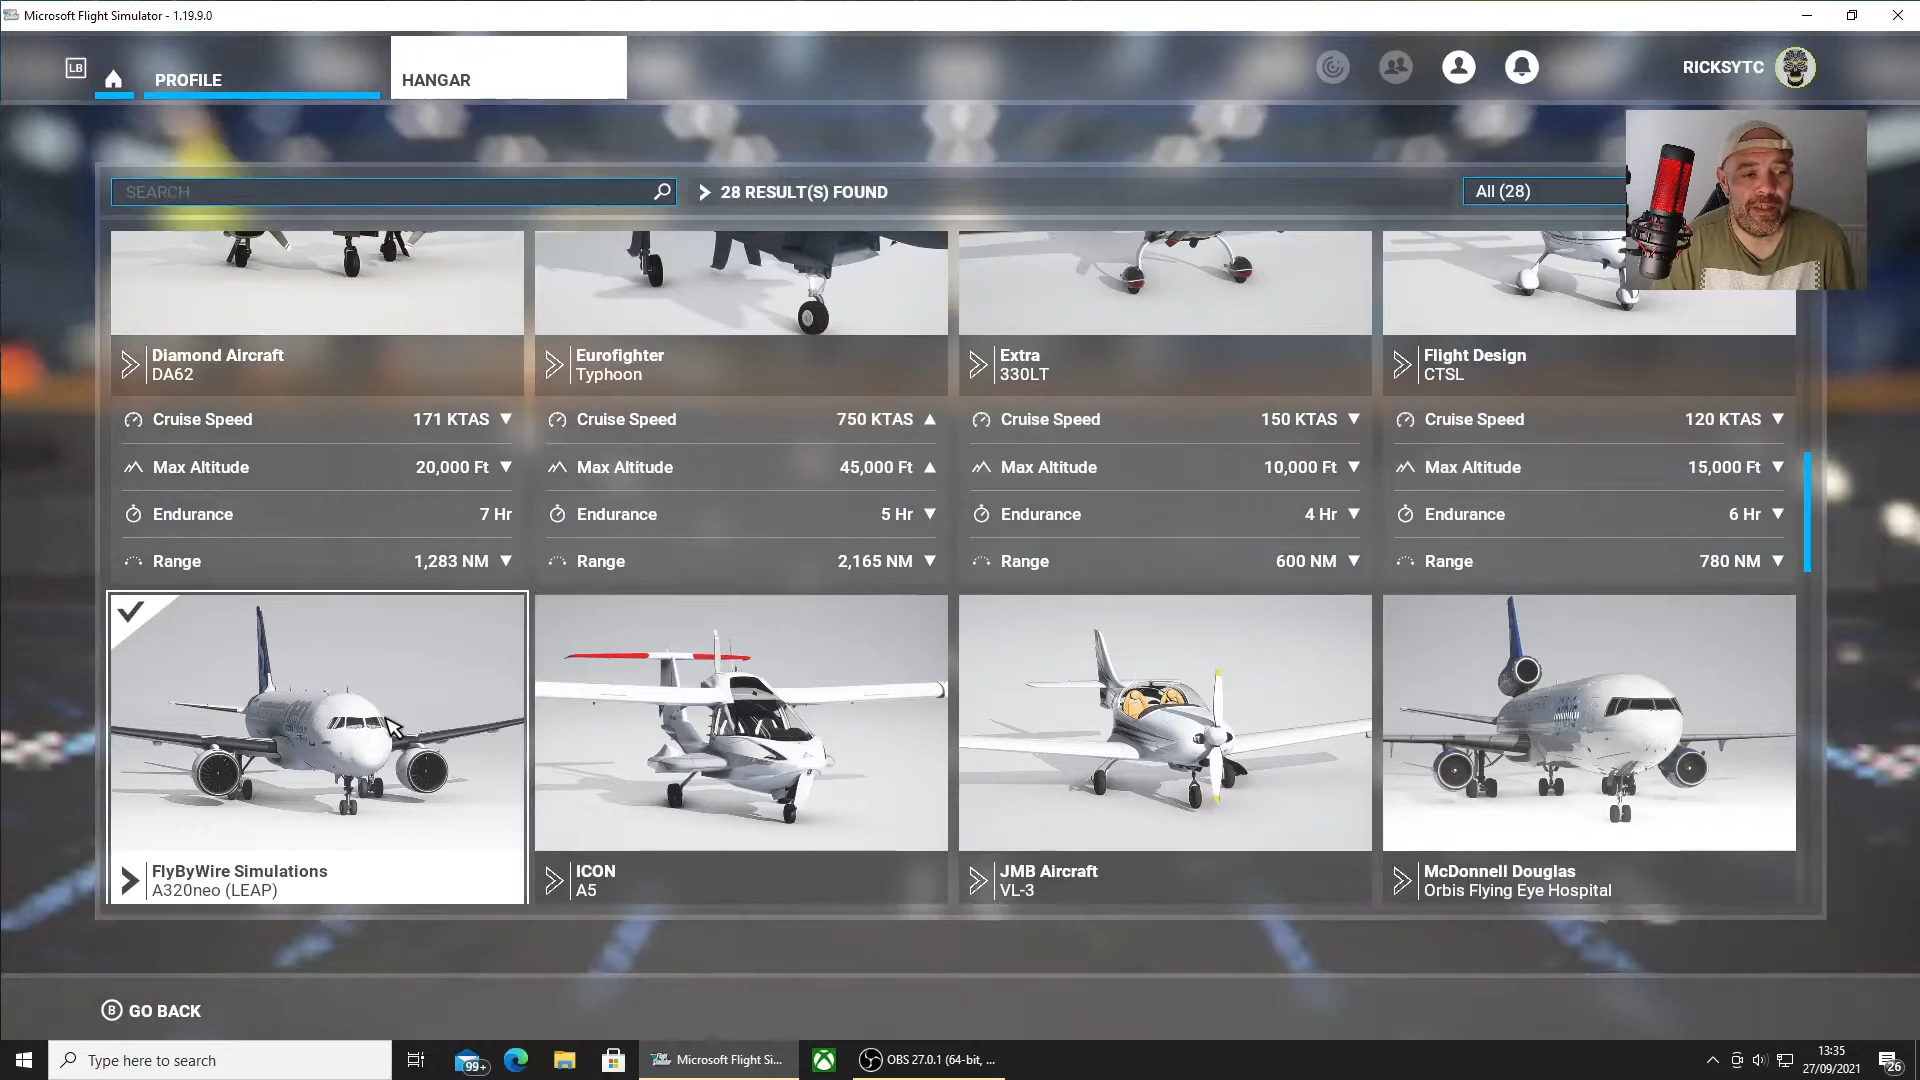 Microsoft Flight Simulator - 1.19.9.0
LB
PROFILE
HANGAR
RICKSYTC
SEARCH
28 RESULT(S) FOUND
All (28)
Diamond Aircraft
DA62
Cruise Speed 171 KTAS
Max Altitude 20,000 Ft
Endurance 7 Hr
Range 1,283 NM
Eurofighter
Typhoon
Cruise Speed 750 KTAS
Max Altitude 45,000 Ft
Endurance 5 Hr
Range 2,165 NM
Extra
330LT
Cruise Speed 150 KTAS
Max Altitude 10,000 Ft
Endurance 4 Hr
Range 600 NM
Flight Design
CTSL
Cruise Speed 120 KTAS
Max Altitude 15,000 Ft
Endurance 6 Hr
Range 780 NM
FlyByWire Simulations
A320neo (LEAP)
ICON
A5
JMB Aircraft
VL-3
McDonnell Douglas
Orbis Flying Eye Hospital
B GO BACK
Type here to search
99+
Microsoft Flight Si...
OBS 27.0.1 (64-bit, ...
13:35
27/09/2021
26